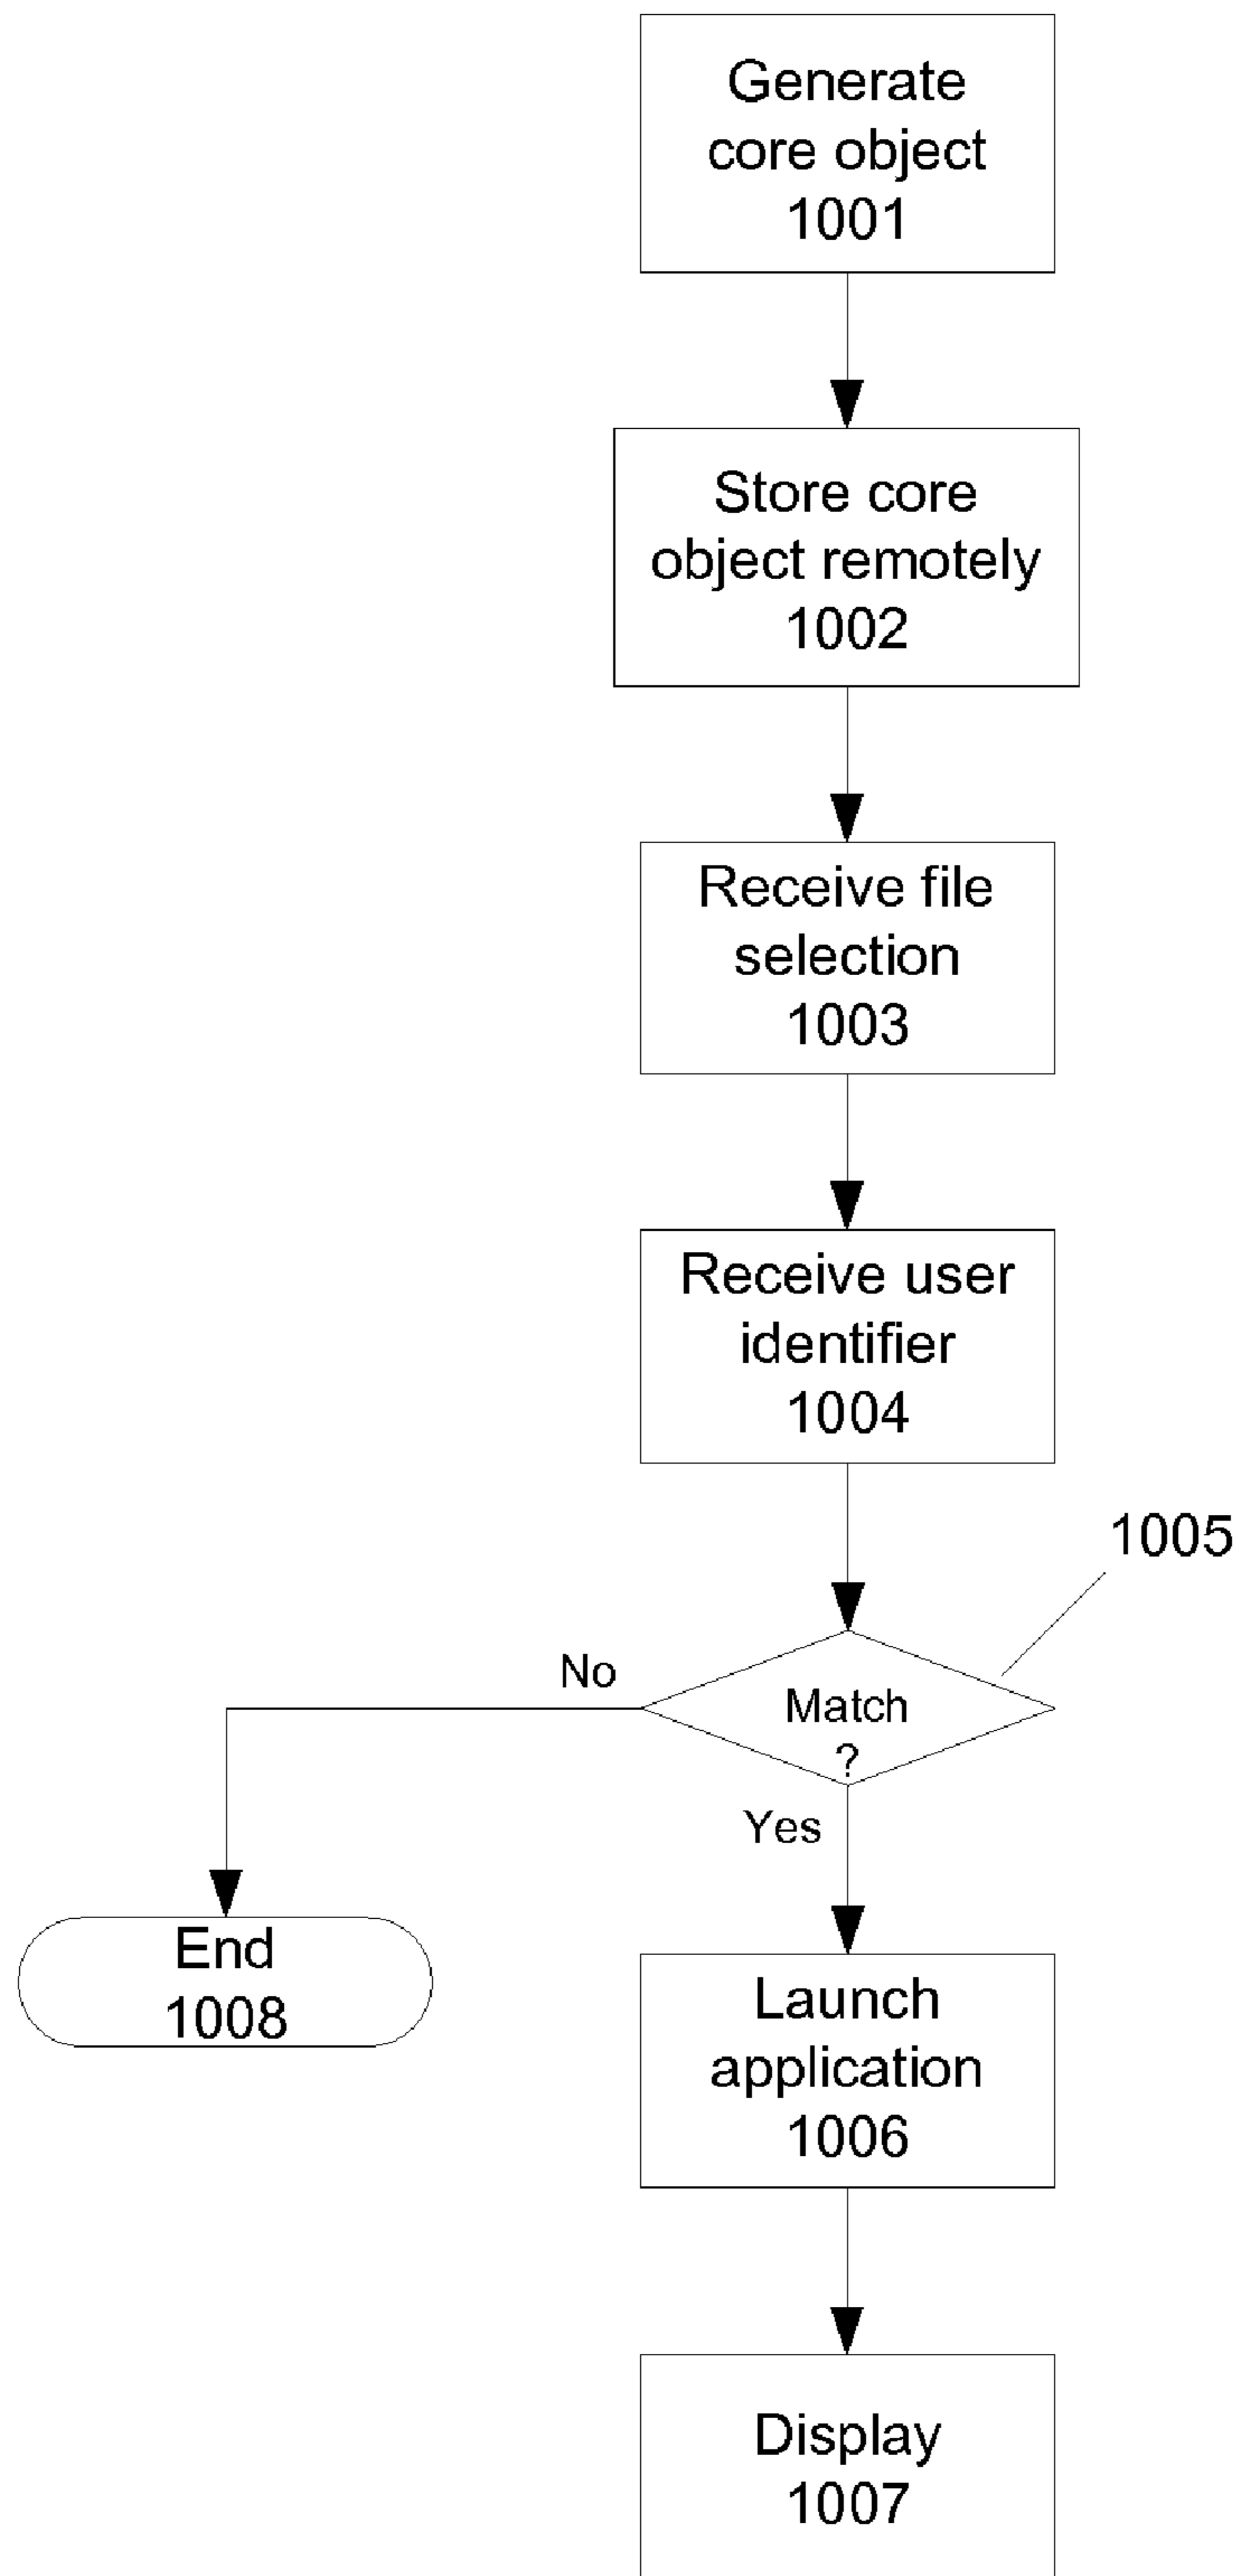 Generate
core object
1001
Store core
object remotely
1002
Receive file
selection
1003
Receive user
identifier
1004
1005
No
Match
?
Yes
End
1008
Launch
application
1006
Display
1007